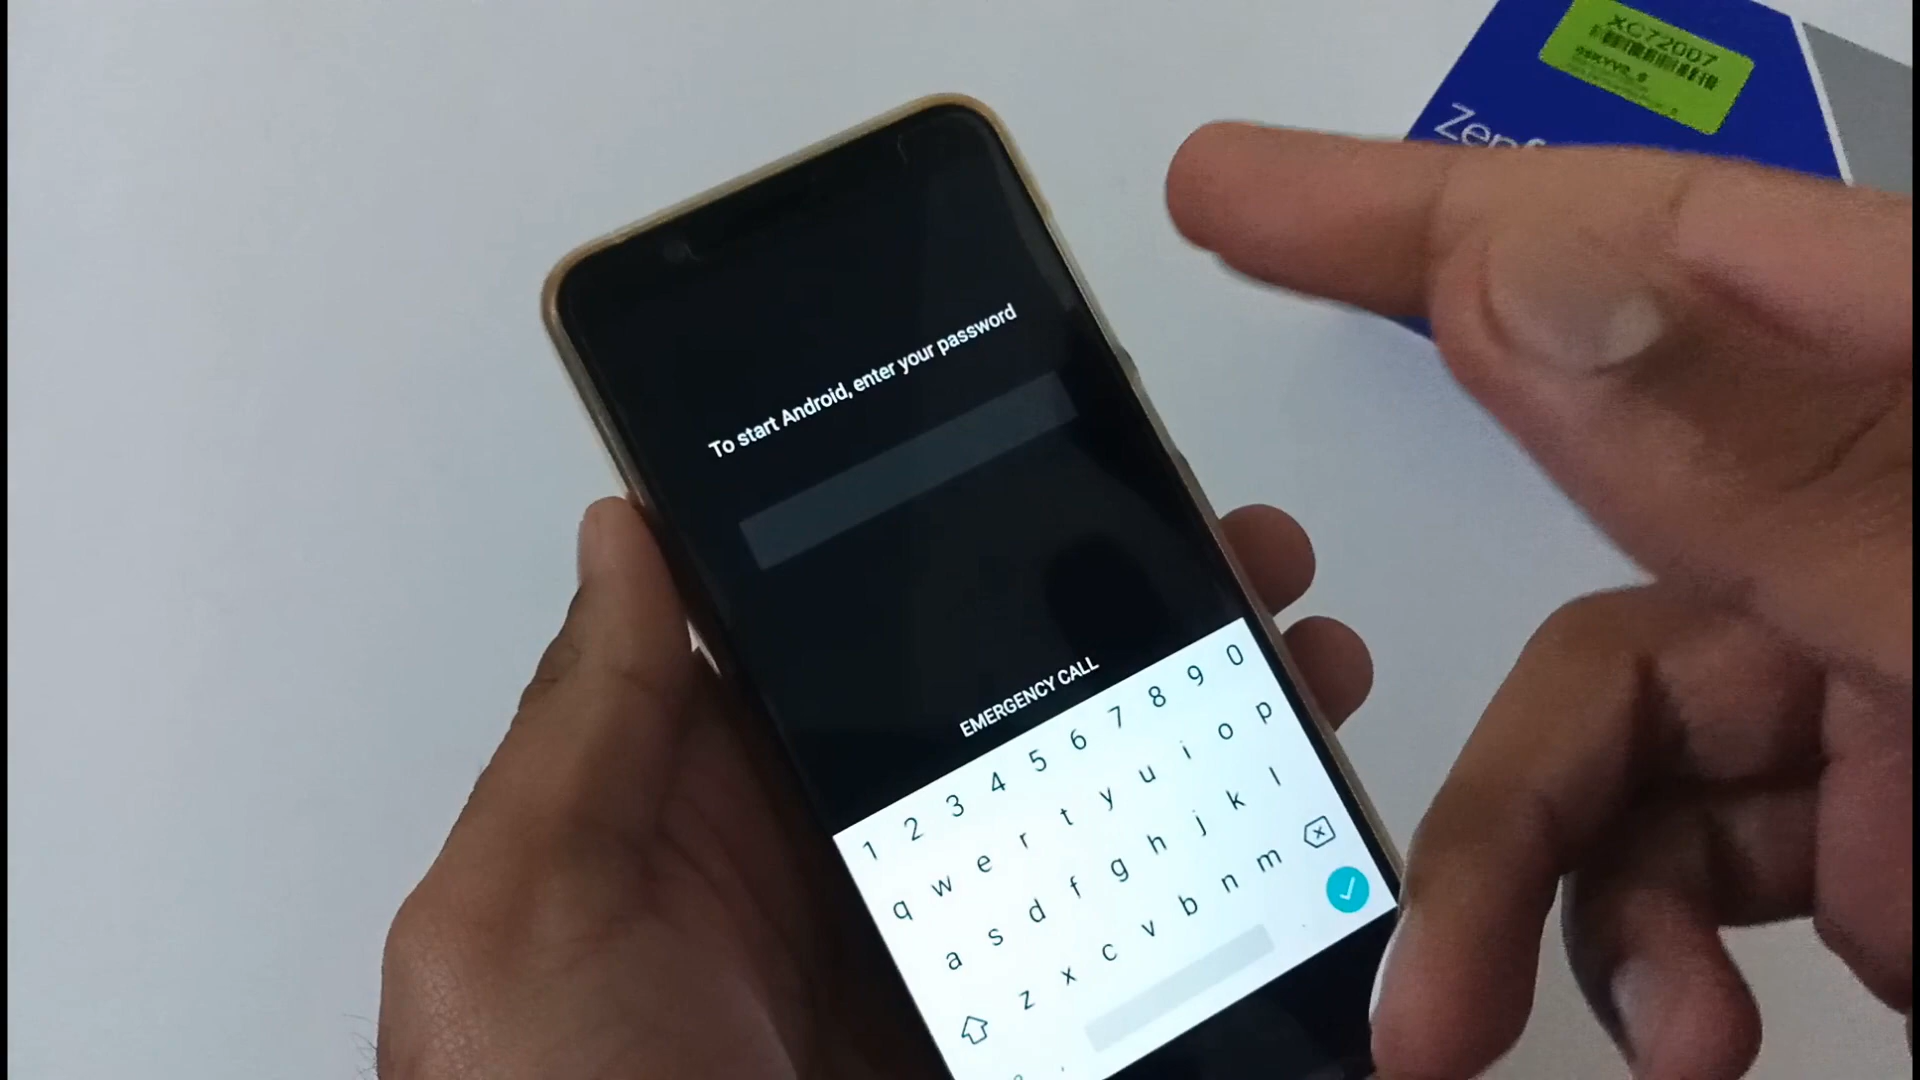 XC72007
Zenf
To start Android, enter your password
EMERGENCY CALL
1 2 3 4 5 6 7 8 9 0
q w e r t y u i o p
a s d f g h j k l
z x c v b n m